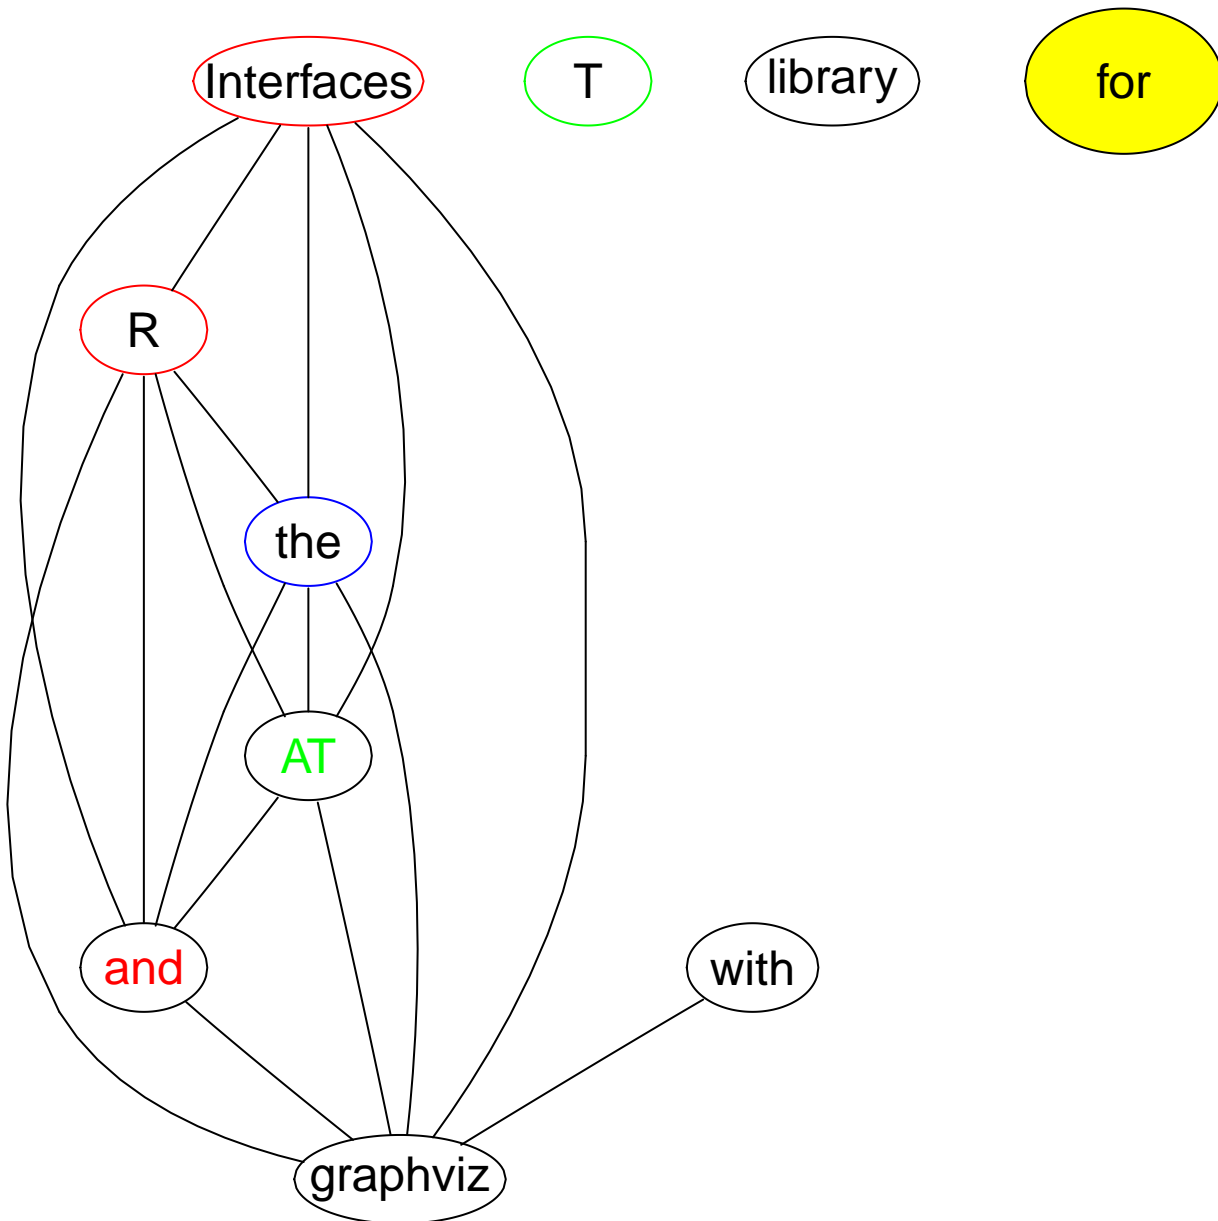 Interfaces T library for
R
the
AT
and with
graphviz